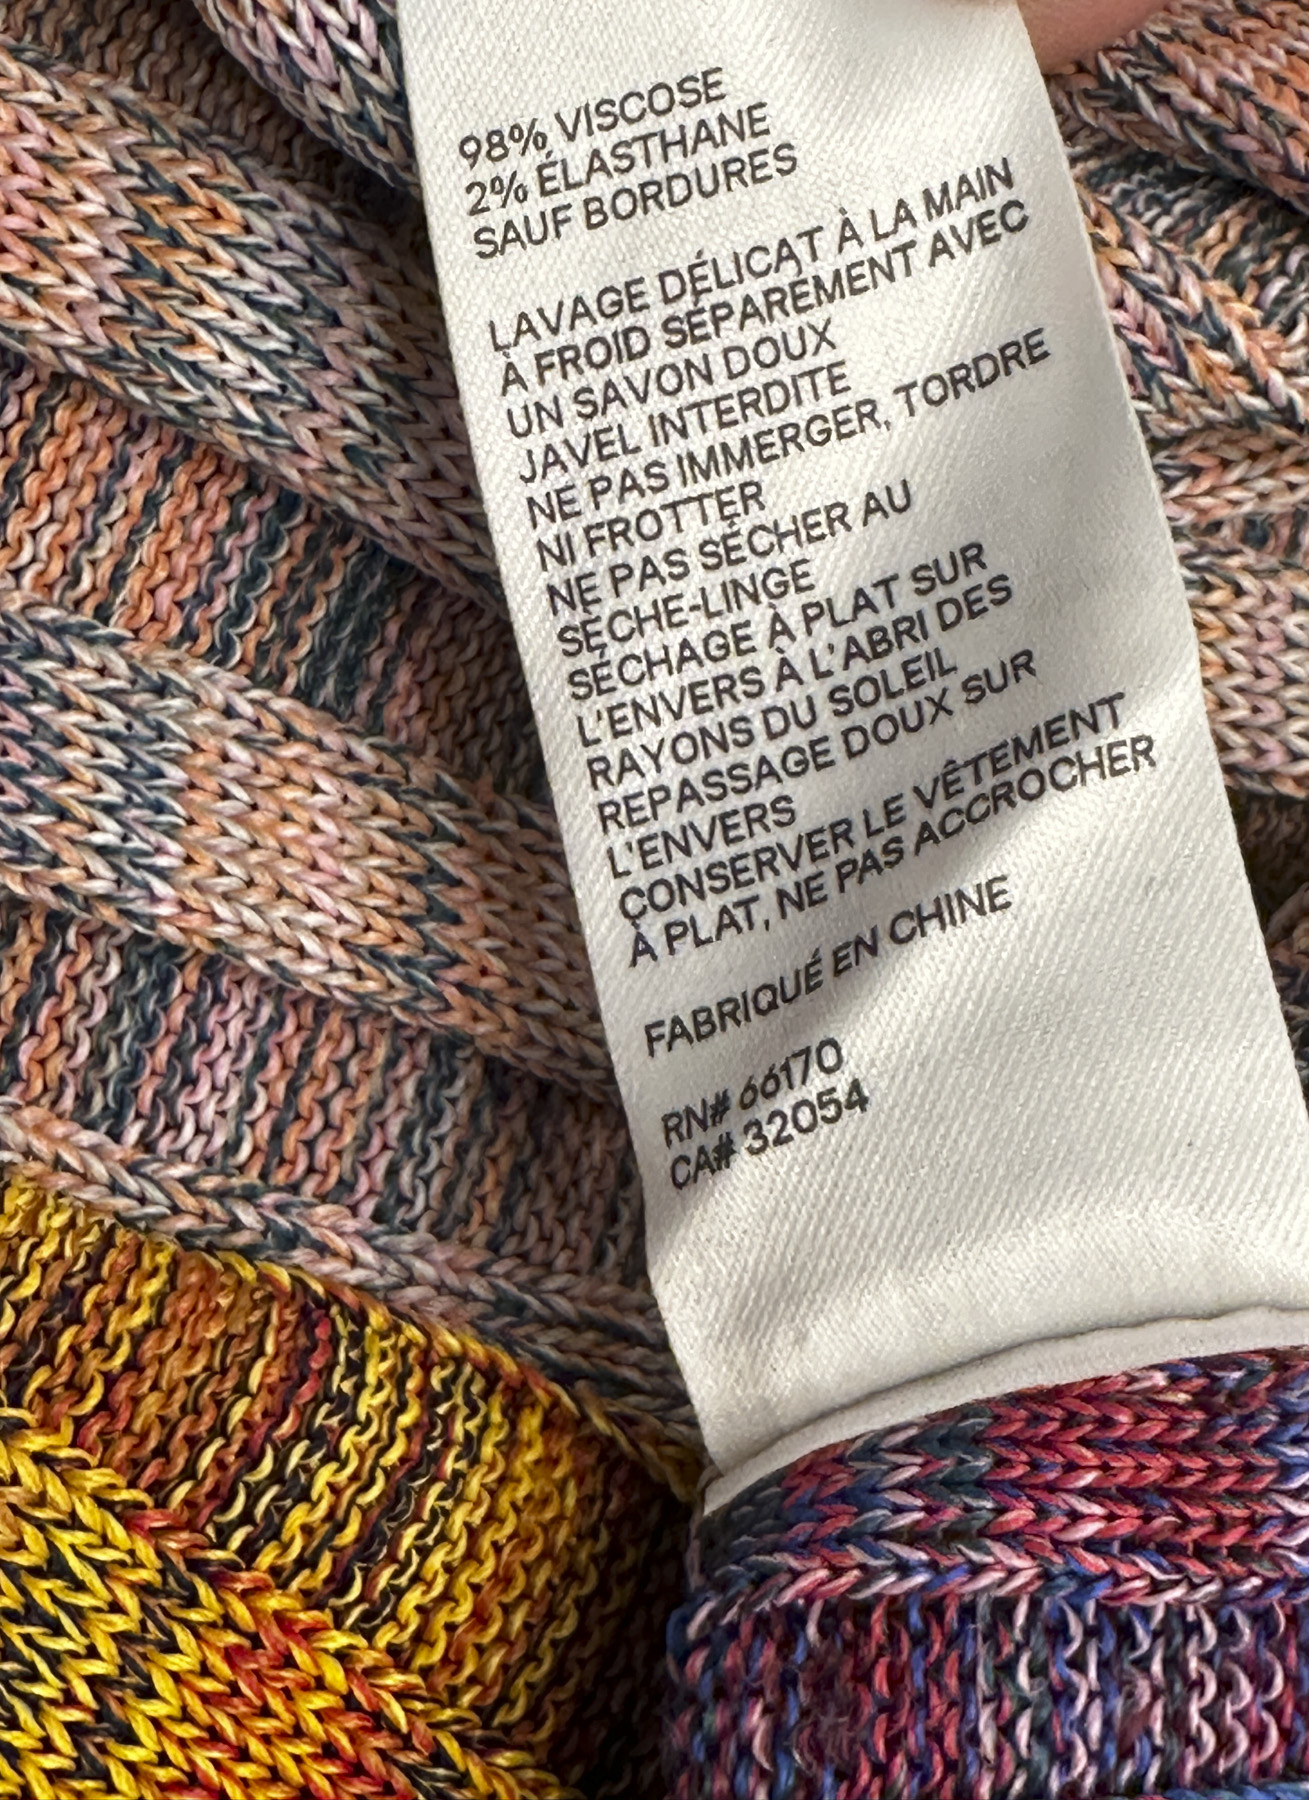 98% VISCOSE
2% ÉLASTHANE
SAUF BORDURES
LAVAGE DÉLICAT À LA MAIN
À FROID SÉPARÉMENT AVEC
UN SAVON DOUX
JAVEL INTERDITE
NE PAS IMMERGER, TORDRE
NI FROTTER
NE PAS SÉCHER AU
SÈCHE-LINGE
SÉCHAGE À PLAT SUR
L'ENVERS À L'ABRI DES
RAYONS DU SOLEIL
REPASSAGE DOUX SUR
L'ENVERS
CONSERVER LE VÊTEMENT
À PLAT, NE PAS ACCROCHER
FABRIQUÉ EN CHINE
RN# 66170
CA# 32054